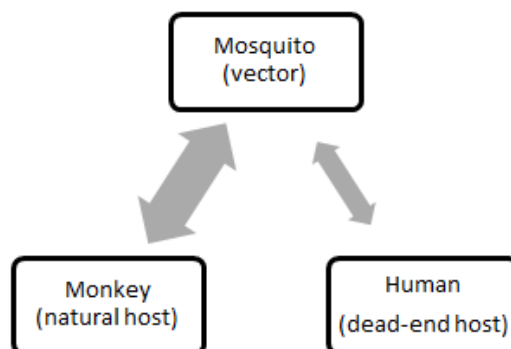 Mosquito
(vector)
Monkey
(natural host)
Human
(dead-end host)